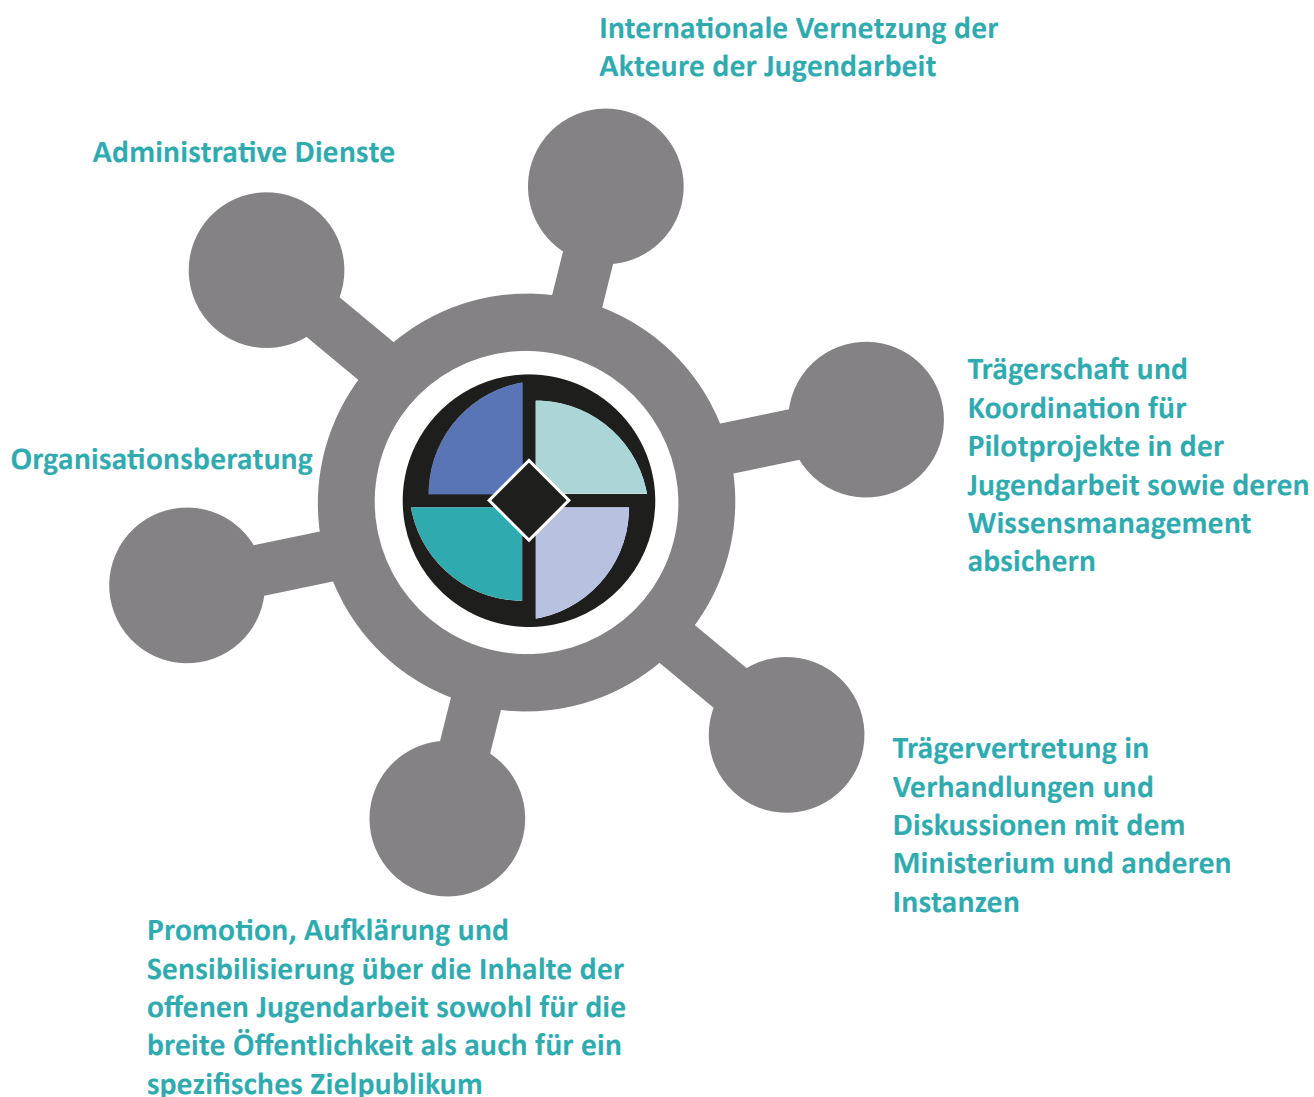 Internationale Vernetzung der
Akteure der Jugendarbeit
Administrative Dienste
Trägerschaft und
Koordination für
Pilotprojekte in der
Jugendarbeit sowie deren
Wissensmanagement
absichern
Organisationsberatung
Trägervertretung in
Verhandlungen und
Diskussionen mit dem
Ministerium und anderen
Instanzen
Promotion, Aufklärung und
Sensibilisierung über die Inhalte der
offenen Jugendarbeit sowohl für die
breite Öffentlichkeit als auch für ein
spezifisches Zielpublikum